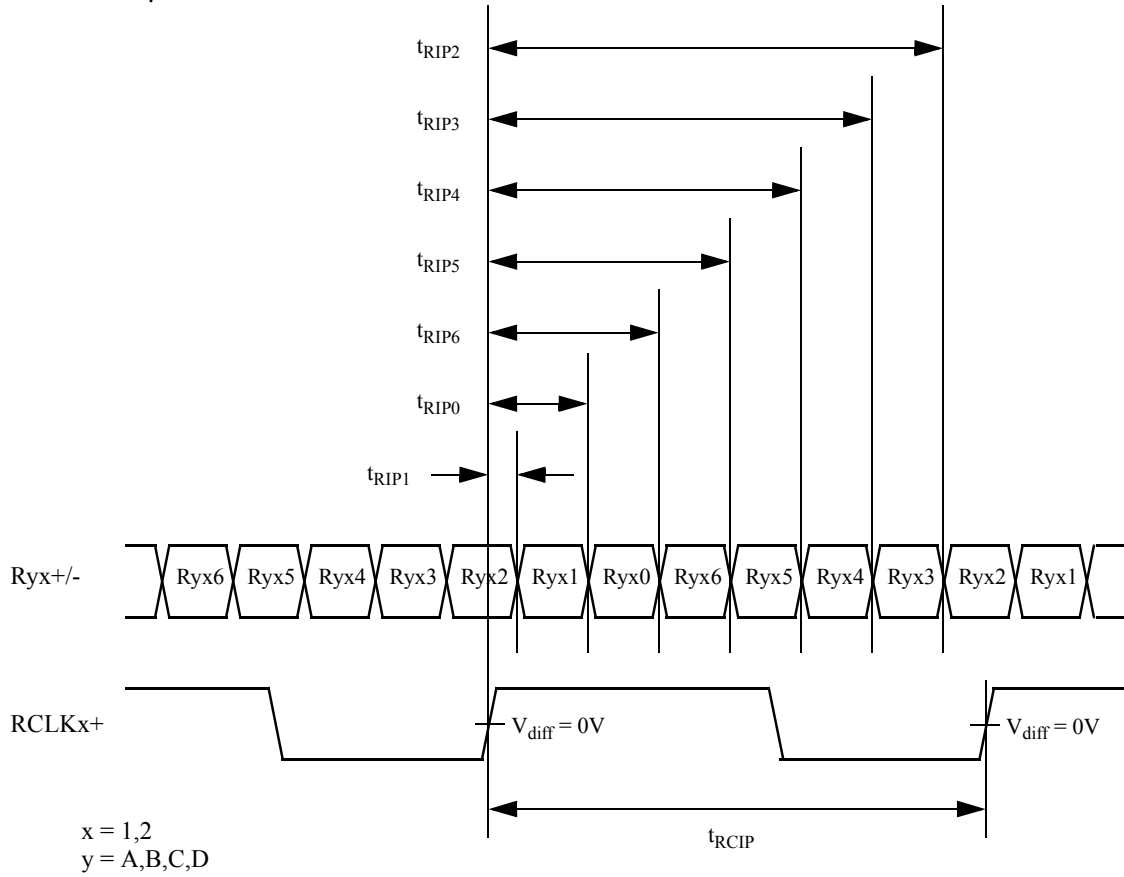 tRIP2
tRIP3
tRIP4
tRIP5
tRIP6
tRIP0
tRIP1
Ryx+/- Ryx6 Ryx5 Ryx4 Ryx3 Ryx2 Ryx1 Ryx0 Ryx6 Ryx5 Ryx4 Ryx3 Ryx2 Ryx1
RCLKx+ Vdiff = 0V Vdiff = 0V
tRCIP
x = 1,2
y = A,B,C,D